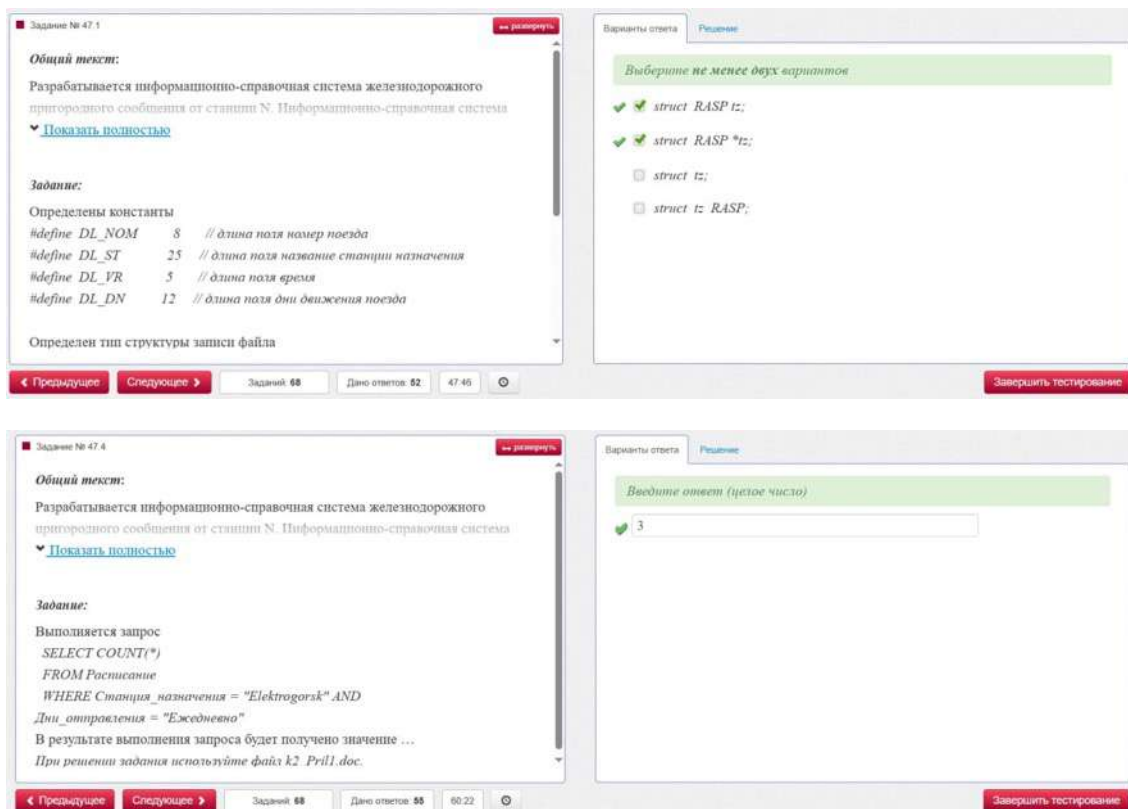 Задание № 47.1
развернуть
Общий текст:
Разрабатывается информационно-справочная система железнодорожного
пригородного сообщения от станции N. Информационно-справочная система
Показать полностью
Задание:
Определены константы
#define DL_NOM 8 // длина поля номер поезда
#define DL_ST 25 // длина поля название станции назначения
#define DL_VR 5 // длина поля время
#define DL_DN 12 // длина поля дни движения поезда
Определен тип структуры записи файла
Варианты ответа Решение
Выберите не менее двух вариантов
struct RASP tz;
struct RASP *tz;
struct tz;
struct tz RASP;
Предыдущее Следующее Заданий: 68 Дано ответов: 52 47:46 Завершить тестирование
Задание № 47.4
развернуть
Общий текст:
Разрабатывается информационно-справочная система железнодорожного
пригородного сообщения от станции N. Информационно-справочная система
Показать полностью
Задание:
Выполняется запрос
SELECT COUNT(*)
FROM Расписание
WHERE Станция_назначения = "Elektrogorsk" AND
Дни_отправления = "Ежедневно"
В результате выполнения запроса будет получено значение …
При решении задания используйте файл k2_Pril1.doc.
Варианты ответа Решение
Введите ответ (целое число)
3
Предыдущее Следующее Заданий: 68 Дано ответов: 55 60:22 Завершить тестирование